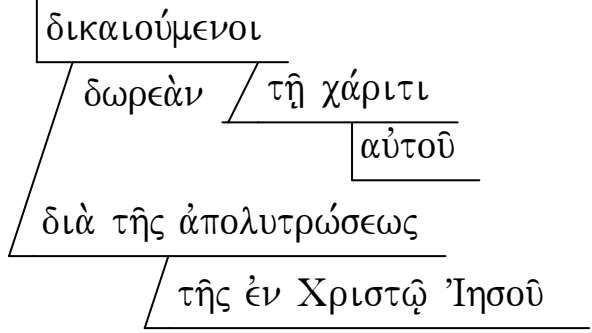 δικαιούμενοι
δωρεὰν τῇ χάριτι
αὐτοῦ
διὰ τῆς ἀπολυτρώσεως
τῆς ἐν Χριστῷ Ἰησοῦ